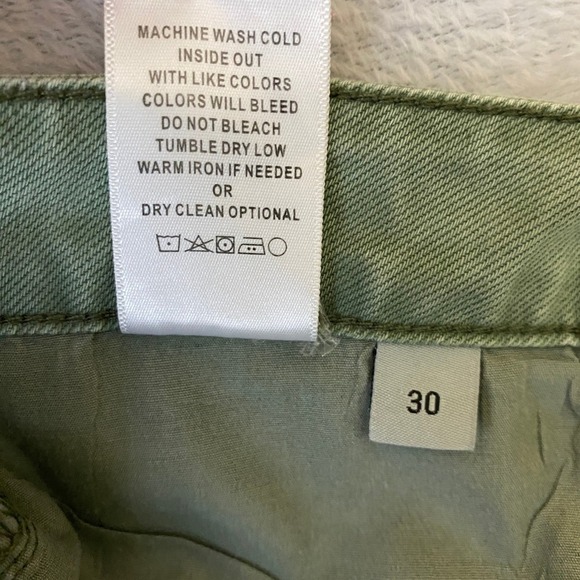 MACHINE WASH COLD
INSIDE OUT
WITH LIKE COLORS
COLORS WILL BLEED
DO NOT BLEACH
TUMBLE DRY LOW
WARM IRON IF NEEDED
OR
DRY CLEAN OPTIONAL
30